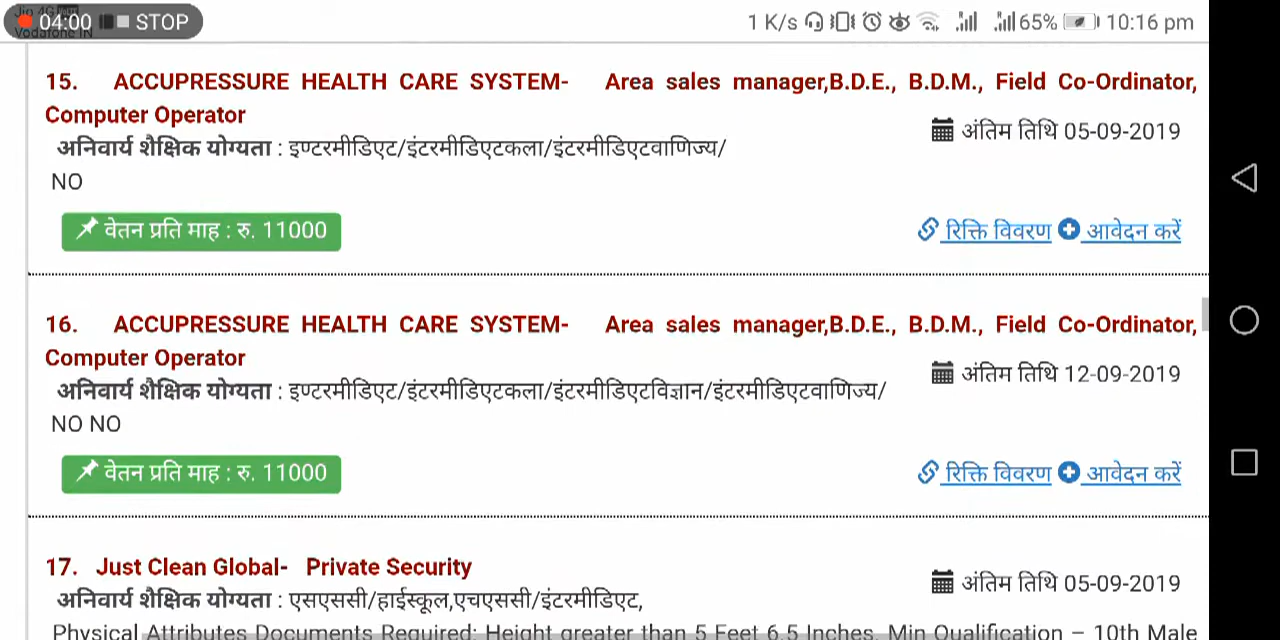 Jio 4G
Vodafone IN
04:00 STOP
1 K/s 65% 10:16 pm
15. ACCUPRESSURE HEALTH CARE SYSTEM- Area sales manager,B.D.E., B.D.M., Field Co-Ordinator,
Computer Operator
अंतिम तिथि 05-09-2019
अनिवार्य शैक्षिक योग्यता : इण्टरमीडिएट/इंटरमीडिएटकला/इंटरमीडिएटवाणिज्य/
NO
वेतन प्रति माह : रु. 11000
रिक्ति विवरण आवेदन करें
16. ACCUPRESSURE HEALTH CARE SYSTEM- Area sales manager,B.D.E., B.D.M., Field Co-Ordinator,
Computer Operator
अंतिम तिथि 12-09-2019
अनिवार्य शैक्षिक योग्यता : इण्टरमीडिएट/इंटरमीडिएटकला/इंटरमीडिएटविज्ञान/इंटरमीडिएटवाणिज्य/
NO NO
वेतन प्रति माह : रु. 11000
रिक्ति विवरण आवेदन करें
17. Just Clean Global- Private Security
अंतिम तिथि 05-09-2019
अनिवार्य शैक्षिक योग्यता : एसएससी/हाईस्कूल,एचएससी/इंटरमीडिएट,
Physical Attributes Documents Required: Height greater than 5 Feet 6.5 Inches, Min Qualification – 10th Male